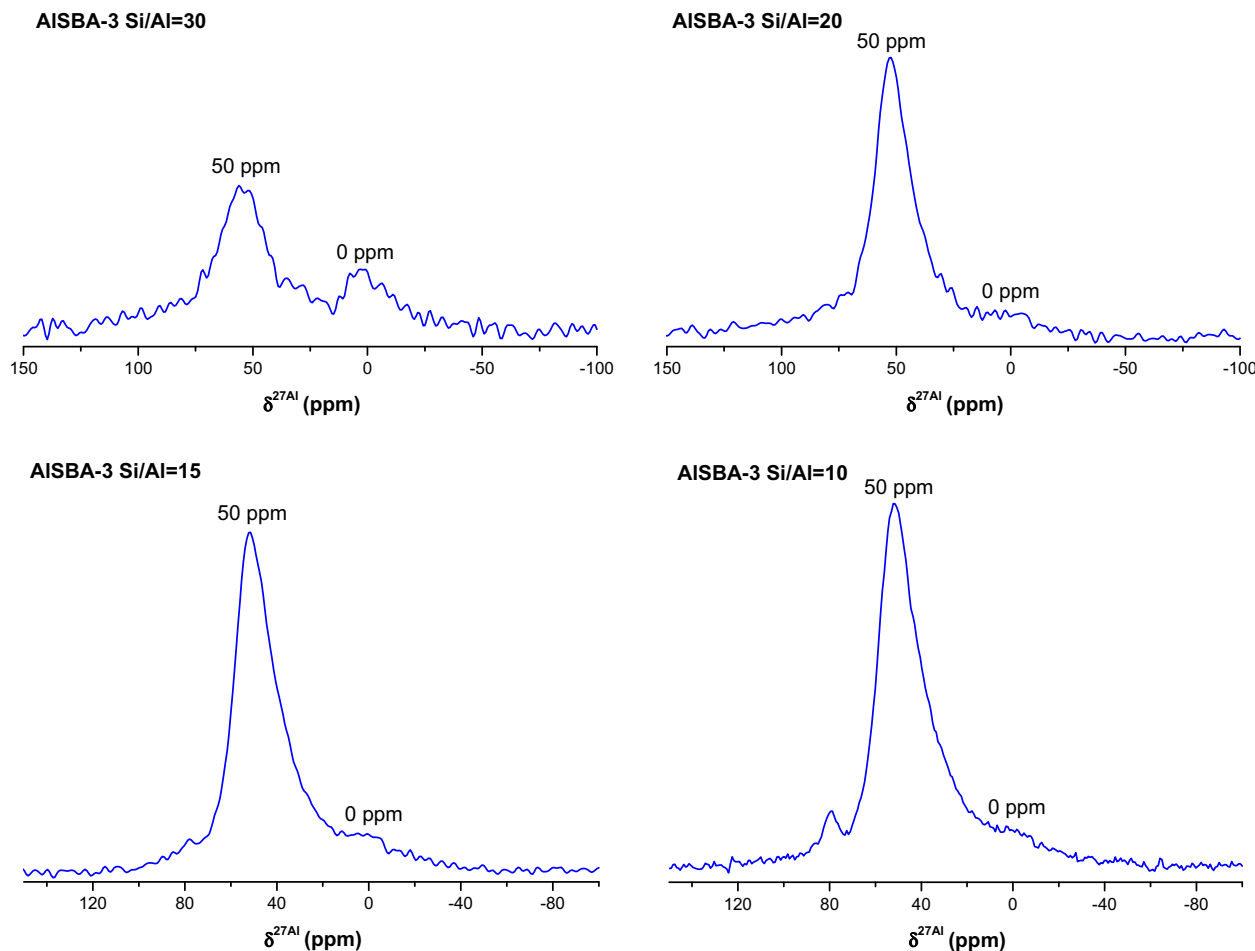 AlSBA-3 Si/Al=30
50 ppm
0 ppm
150 100 50 0 -50 -100
δ27Al (ppm)
AlSBA-3 Si/Al=20
50 ppm
0 ppm
150 100 50 0 -50 -100
δ27Al (ppm)
AlSBA-3 Si/Al=15
50 ppm
0 ppm
120 80 40 0 -40 -80
δ27Al (ppm)
AlSBA-3 Si/Al=10
50 ppm
0 ppm
120 80 40 0 -40 -80
δ27Al (ppm)